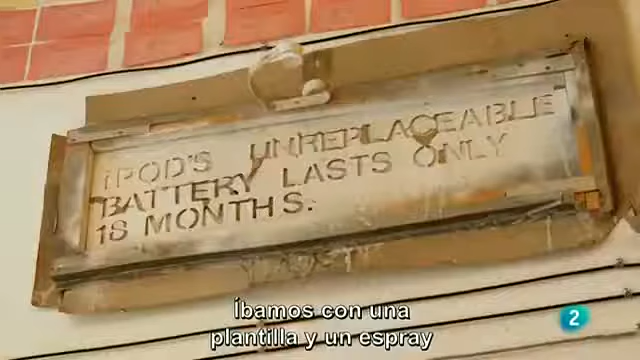 iPOD'S UNREPLACEABLE
BATTERY LASTS ONLY
18 MONTHS.
Íbamos con una
plantilla y un espray
2